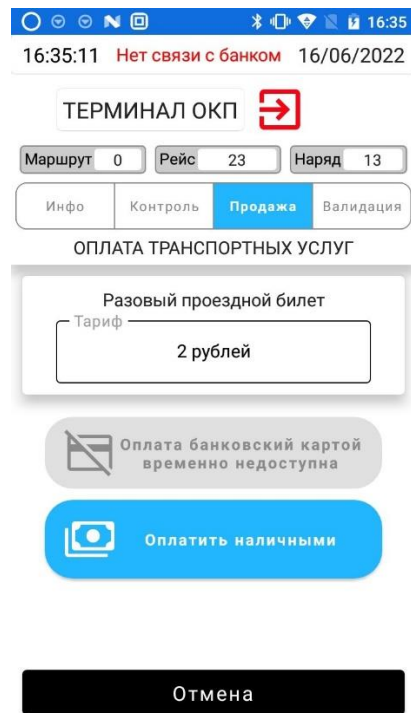 16:35
16:35:11 Нет связи с банком 16/06/2022
ТЕРМИНАЛ ОКП
Маршрут 0 Рейс 23 Наряд 13
Инфо Контроль Продажа Валидация
ОПЛАТА ТРАНСПОРТНЫХ УСЛУГ
Разовый проездной билет
Тариф
2 рублей
Оплата банковский картой
временно недоступна
Оплатить наличными
Отмена